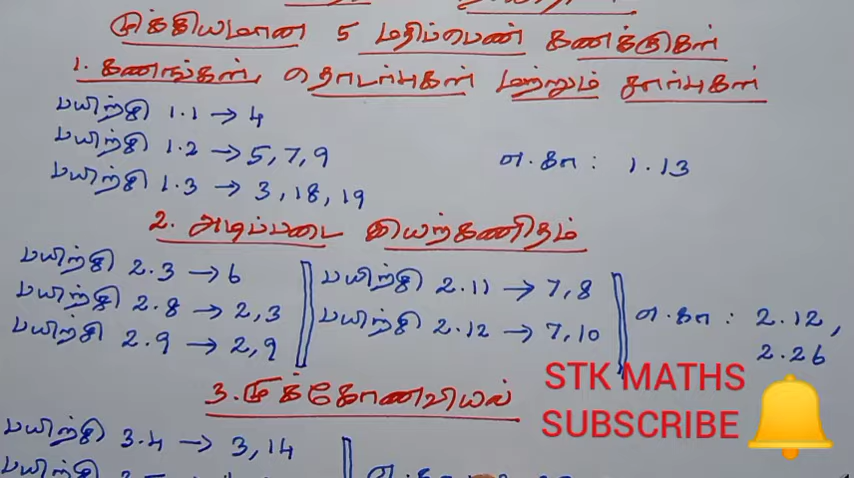 முக்கியமான 5 மதிப்பெண் கணக்குகள்
1. கணங்கள், தொடர்புகள் மற்றும் சார்புகள்
பயிற்சி 1.1 → 4
பயிற்சி 1.2 → 5, 7, 9
எ.கா : 1.13
பயிற்சி 1.3 → 3, 18, 19
2. அடிப்படை இயற்கணிதம்
பயிற்சி 2.3 → 6
பயிற்சி 2.8 → 2, 3
பயிற்சி 2.9 → 2, 9
பயிற்சி 2.11 → 7, 8
பயிற்சி 2.12 → 7, 10
எ.கா : 2.12,
2.26
3. முக்கோணவியல்
பயிற்சி 3.4 → 3, 14
STK MATHS
SUBSCRIBE